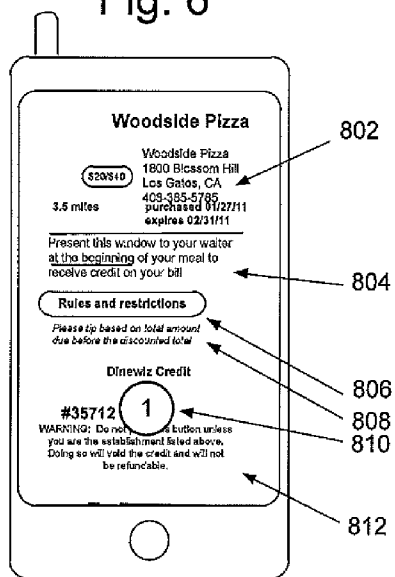 Fig. 6
Woodside Pizza
Woodside Pizza
1800 Blossom Hill
Los Gatos, CA
408-385-5785
$20/$40
3.5 miles
purchased 01/27/11
expires 02/31/11
Present this window to your waiter
at the beginning of your meal to
receive credit on your bill
Rules and restrictions
Please tip based on total amount
due before the discounted total
Dinewiz Credit
#35712
1
WARNING: Do not button unless
you are the establishment listed above.
Doing so will void the credit and will not
be refundable.
802
804
806
808
810
812